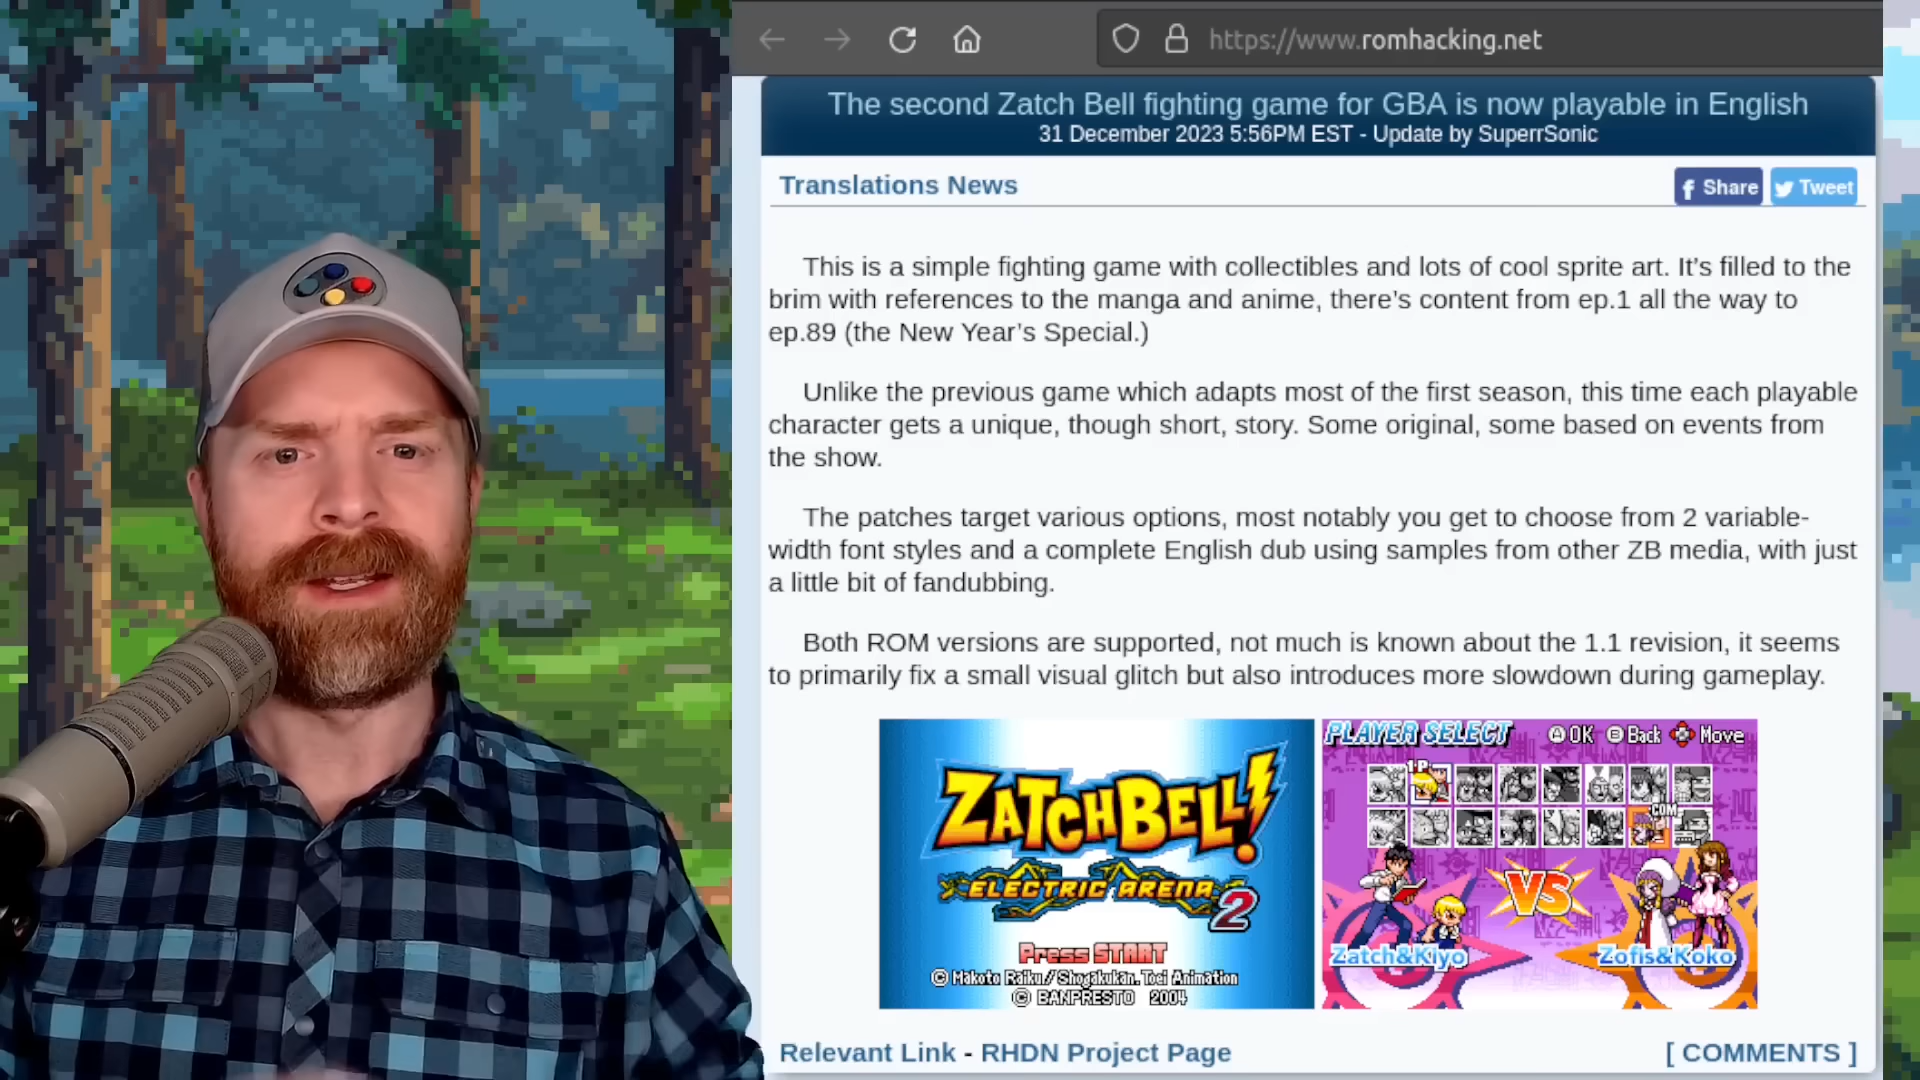 https://www.romhacking.net
The second Zatch Bell fighting game for GBA is now playable in English
31 December 2023 5:56PM EST - Update by SuperrSonic
Translations News
Share
Tweet
This is a simple fighting game with collectibles and lots of cool sprite art. It's filled to the
brim with references to the manga and anime, there's content from ep.1 all the way to
ep.89 (the New Year's Special.)
Unlike the previous game which adapts most of the first season, this time each playable
character gets a unique, though short, story. Some original, some based on events from
the show.
The patches target various options, most notably you get to choose from 2 variable-
width font styles and a complete English dub using samples from other ZB media, with just
a little bit of fandubbing.
Both ROM versions are supported, not much is known about the 1.1 revision, it seems
to primarily fix a small visual glitch but also introduces more slowdown during gameplay.
ZATCHBELL!
ELECTRIC ARENA 2
Press START
© Makoto Raiku / Shogakukan. Toei Animation
© BANPRESTO 2004
PLAYER SELECT
A OK B Back Move
1P
COM
VS
Zatch&Kiyo
Zofis&Koko
Relevant Link - RHDN Project Page
[ COMMENTS ]